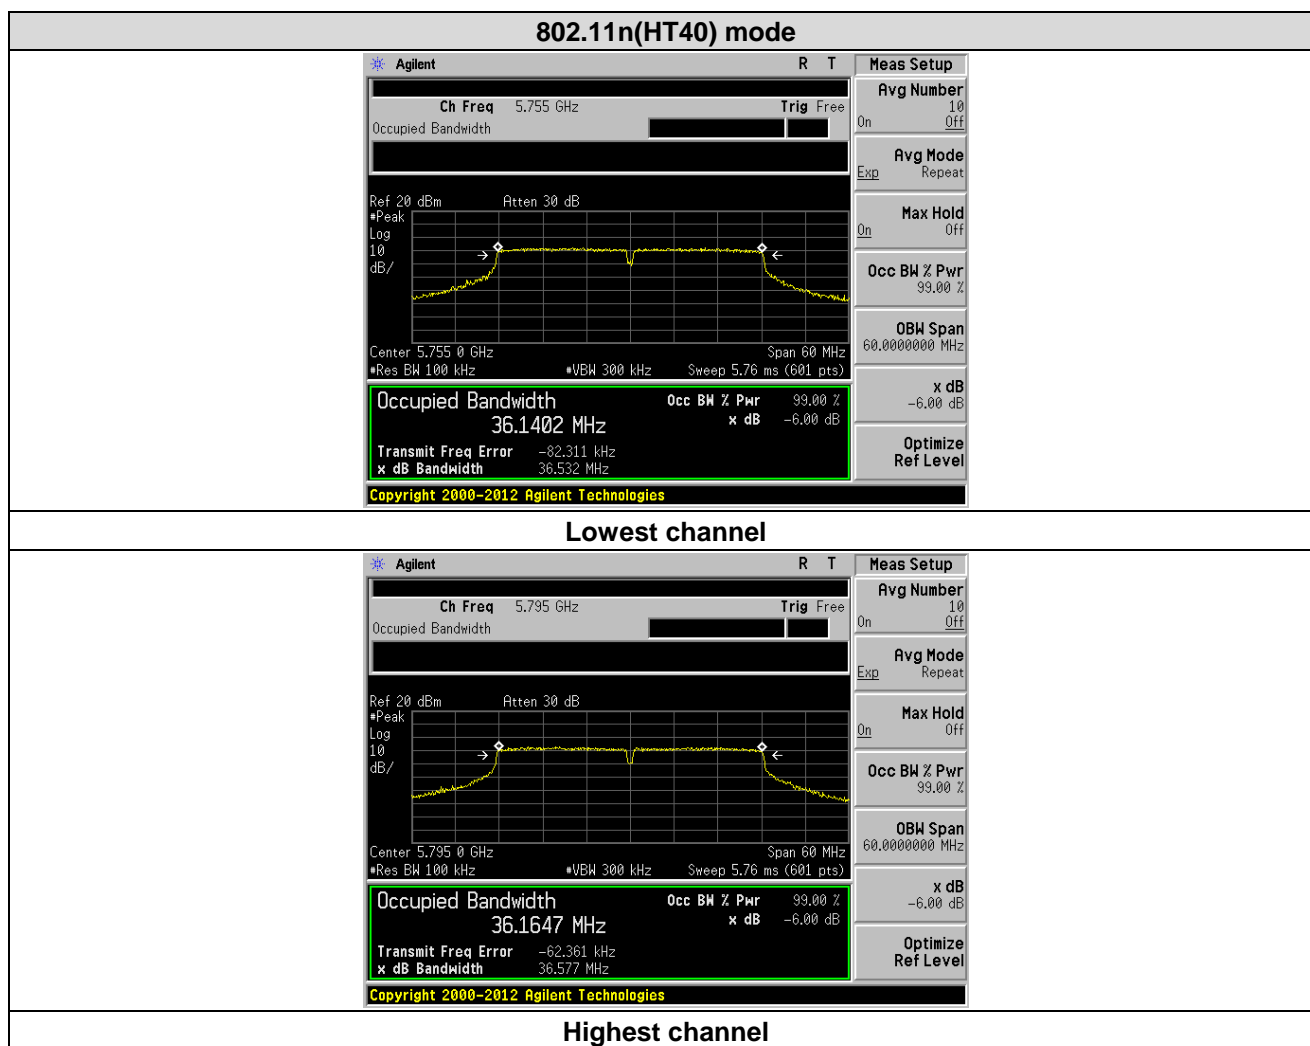 802.11n(HT40) mode
Agilent R T Meas Setup
Ch Freq 5.755 GHz Trig Free
Occupied Bandwidth
Avg Number
10
On Off
Avg Mode
Exp Repeat
Max Hold
On Off
Occ BW % Pwr
99.00 %
OBW Span
60.0000000 MHz
x dB
-6.00 dB
Optimize
Ref Level
Ref 20 dBm Atten 30 dB
#Peak
Log
10
dB/
Center 5.755 0 GHz Span 60 MHz
#Res BW 100 kHz #VBW 300 kHz Sweep 5.76 ms (601 pts)
Occupied Bandwidth Occ BW % Pwr 99.00 %
36.1402 MHz x dB -6.00 dB
Transmit Freq Error -82.311 kHz
x dB Bandwidth 36.532 MHz
Copyright 2000-2012 Agilent Technologies
Lowest channel
Agilent R T Meas Setup
Ch Freq 5.795 GHz Trig Free
Occupied Bandwidth
Avg Number
10
On Off
Avg Mode
Exp Repeat
Max Hold
On Off
Occ BW % Pwr
99.00 %
OBW Span
60.0000000 MHz
x dB
-6.00 dB
Optimize
Ref Level
Ref 20 dBm Atten 30 dB
#Peak
Log
10
dB/
Center 5.795 0 GHz Span 60 MHz
#Res BW 100 kHz #VBW 300 kHz Sweep 5.76 ms (601 pts)
Occupied Bandwidth Occ BW % Pwr 99.00 %
36.1647 MHz x dB -6.00 dB
Transmit Freq Error -62.361 kHz
x dB Bandwidth 36.577 MHz
Copyright 2000-2012 Agilent Technologies
Highest channel